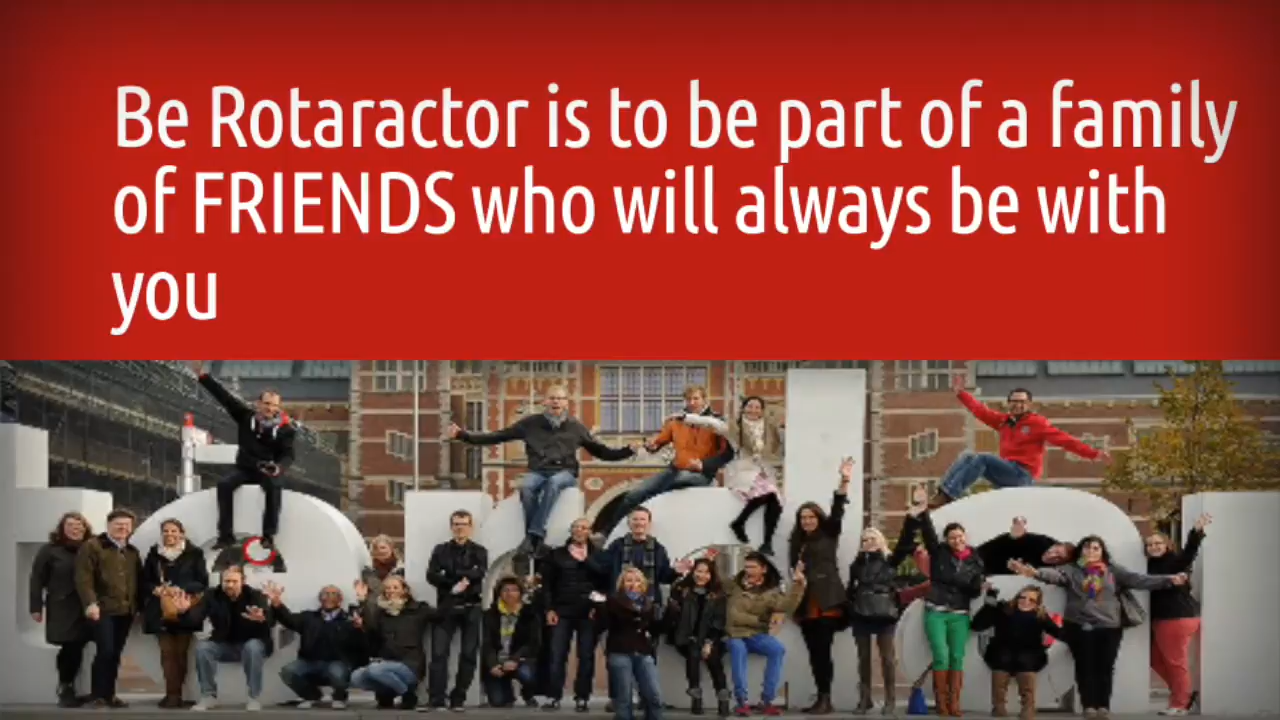 Be Rotaractor is to be part of a family
of FRIENDS who will always be with
you